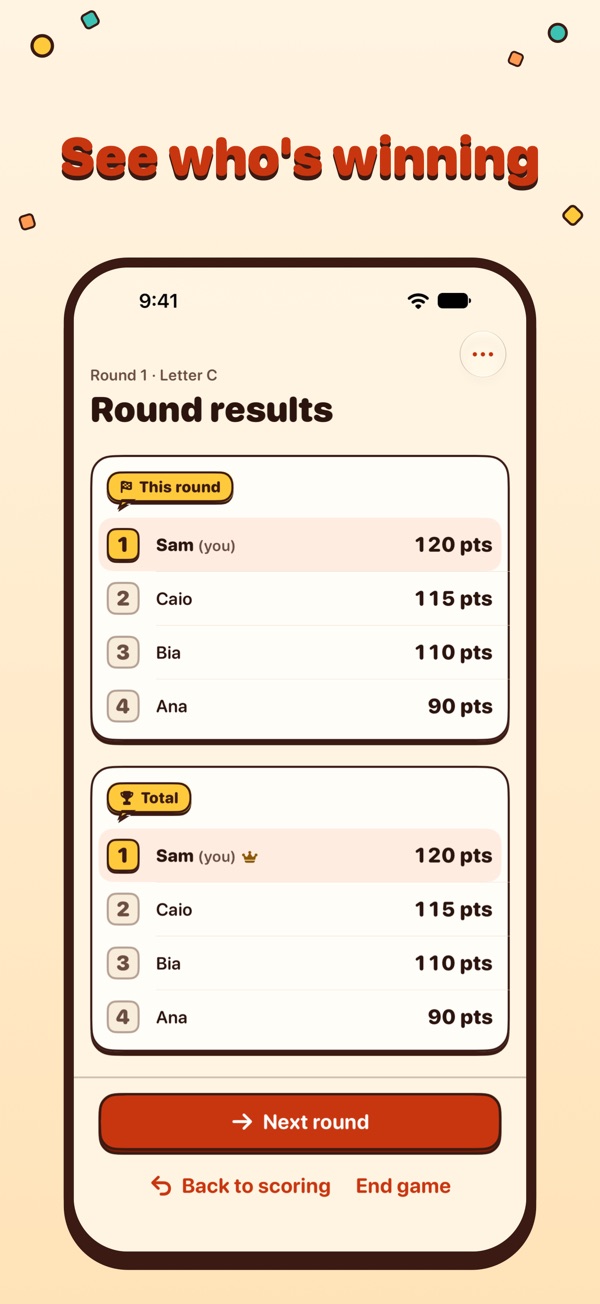 See who's winning
9:41
Round 1 · Letter C
Round results
This round
1 Sam (you) 120 pts
2 Caio 115 pts
3 Bia 110 pts
4 Ana 90 pts
Total
1 Sam (you) 120 pts
2 Caio 115 pts
3 Bia 110 pts
4 Ana 90 pts
Next round
Back to scoring End game